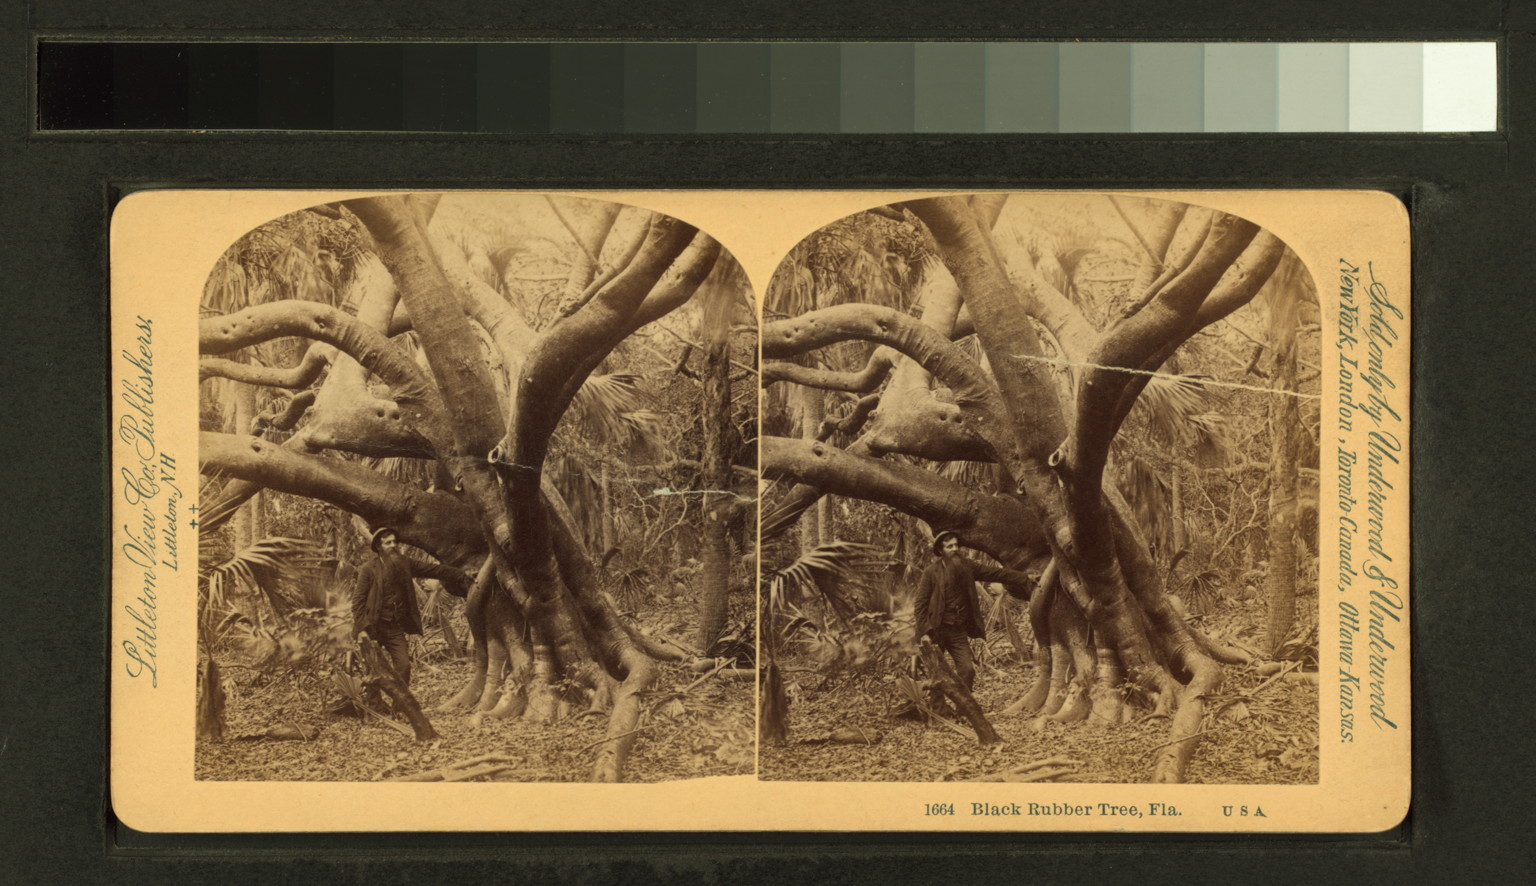 Littleton View Co. Publishers.
Littleton, N.H
Sold only by Underwood & Underwood
New York, London, Toronto-Canada, Ottawa-Kansas.
1664 Black Rubber Tree, Fla. U S A